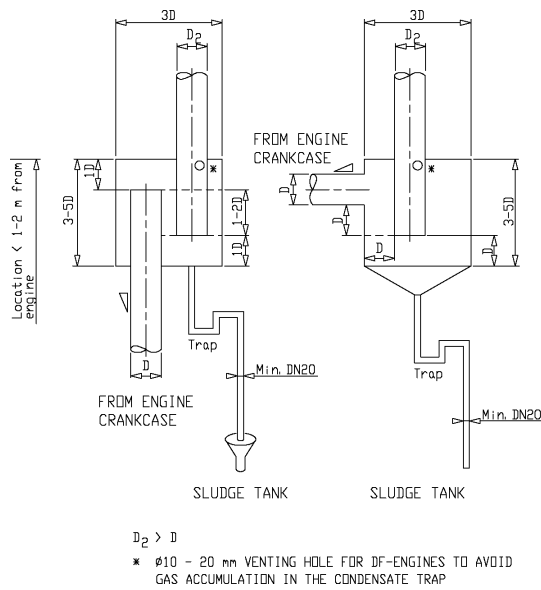 3D
3D
D2
D2
FROM ENGINE
CRANKCASE
*
*
1D
3-5D
1-2D
1D
Location < 1-2 m from
engine
D
D
D
D
3-5D
Trap
Trap
D
Min. DN20
FROM ENGINE
CRANKCASE
Min. DN20
SLUDGE TANK
SLUDGE TANK
D2 > D
* Ø10 - 20 mm VENTING HOLE FOR DF-ENGINES TO AVOID
GAS ACCUMULATION IN THE CONDENSATE TRAP